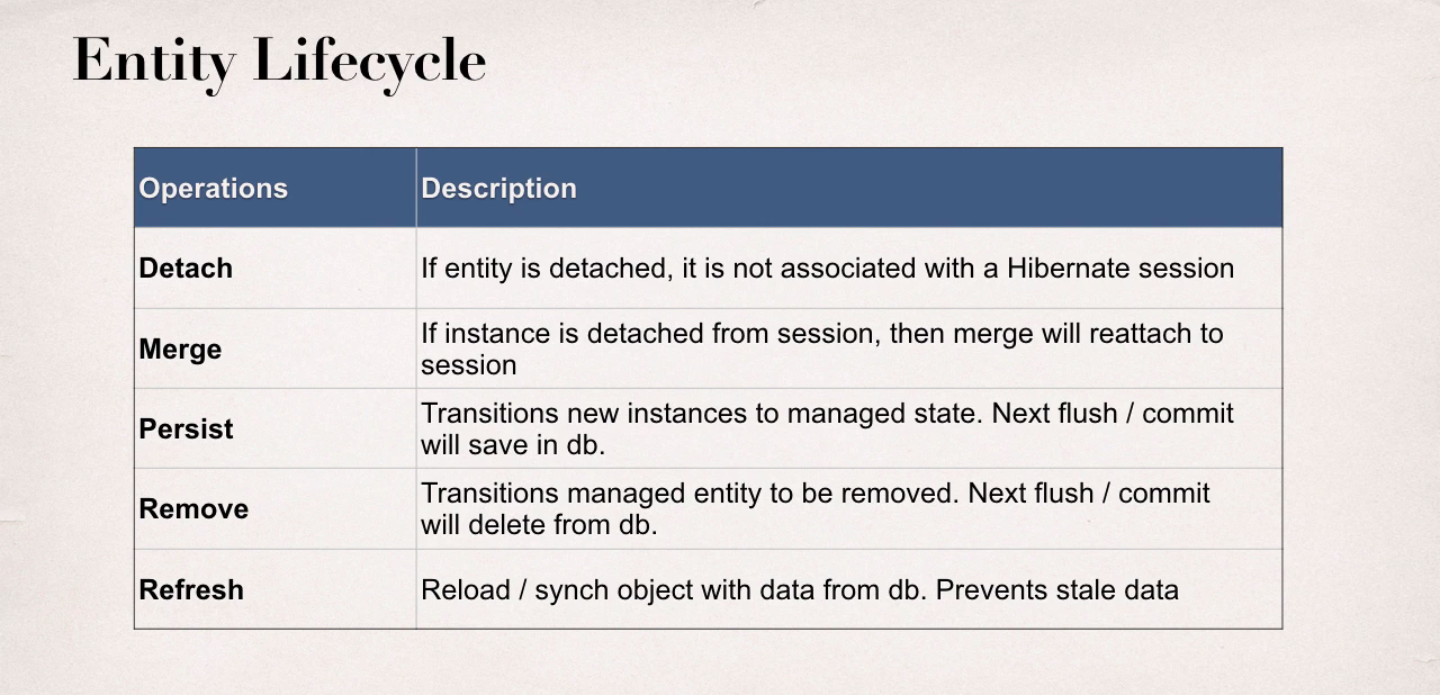 Entity Lifecycle
Operations Description
Detach If entity is detached, it is not associated with a Hibernate session
Merge If instance is detached from session, then merge will reattach to
session
Persist Transitions new instances to managed state. Next flush / commit
will save in db.
Remove Transitions managed entity to be removed. Next flush / commit
will delete from db.
Refresh Reload / synch object with data from db. Prevents stale data